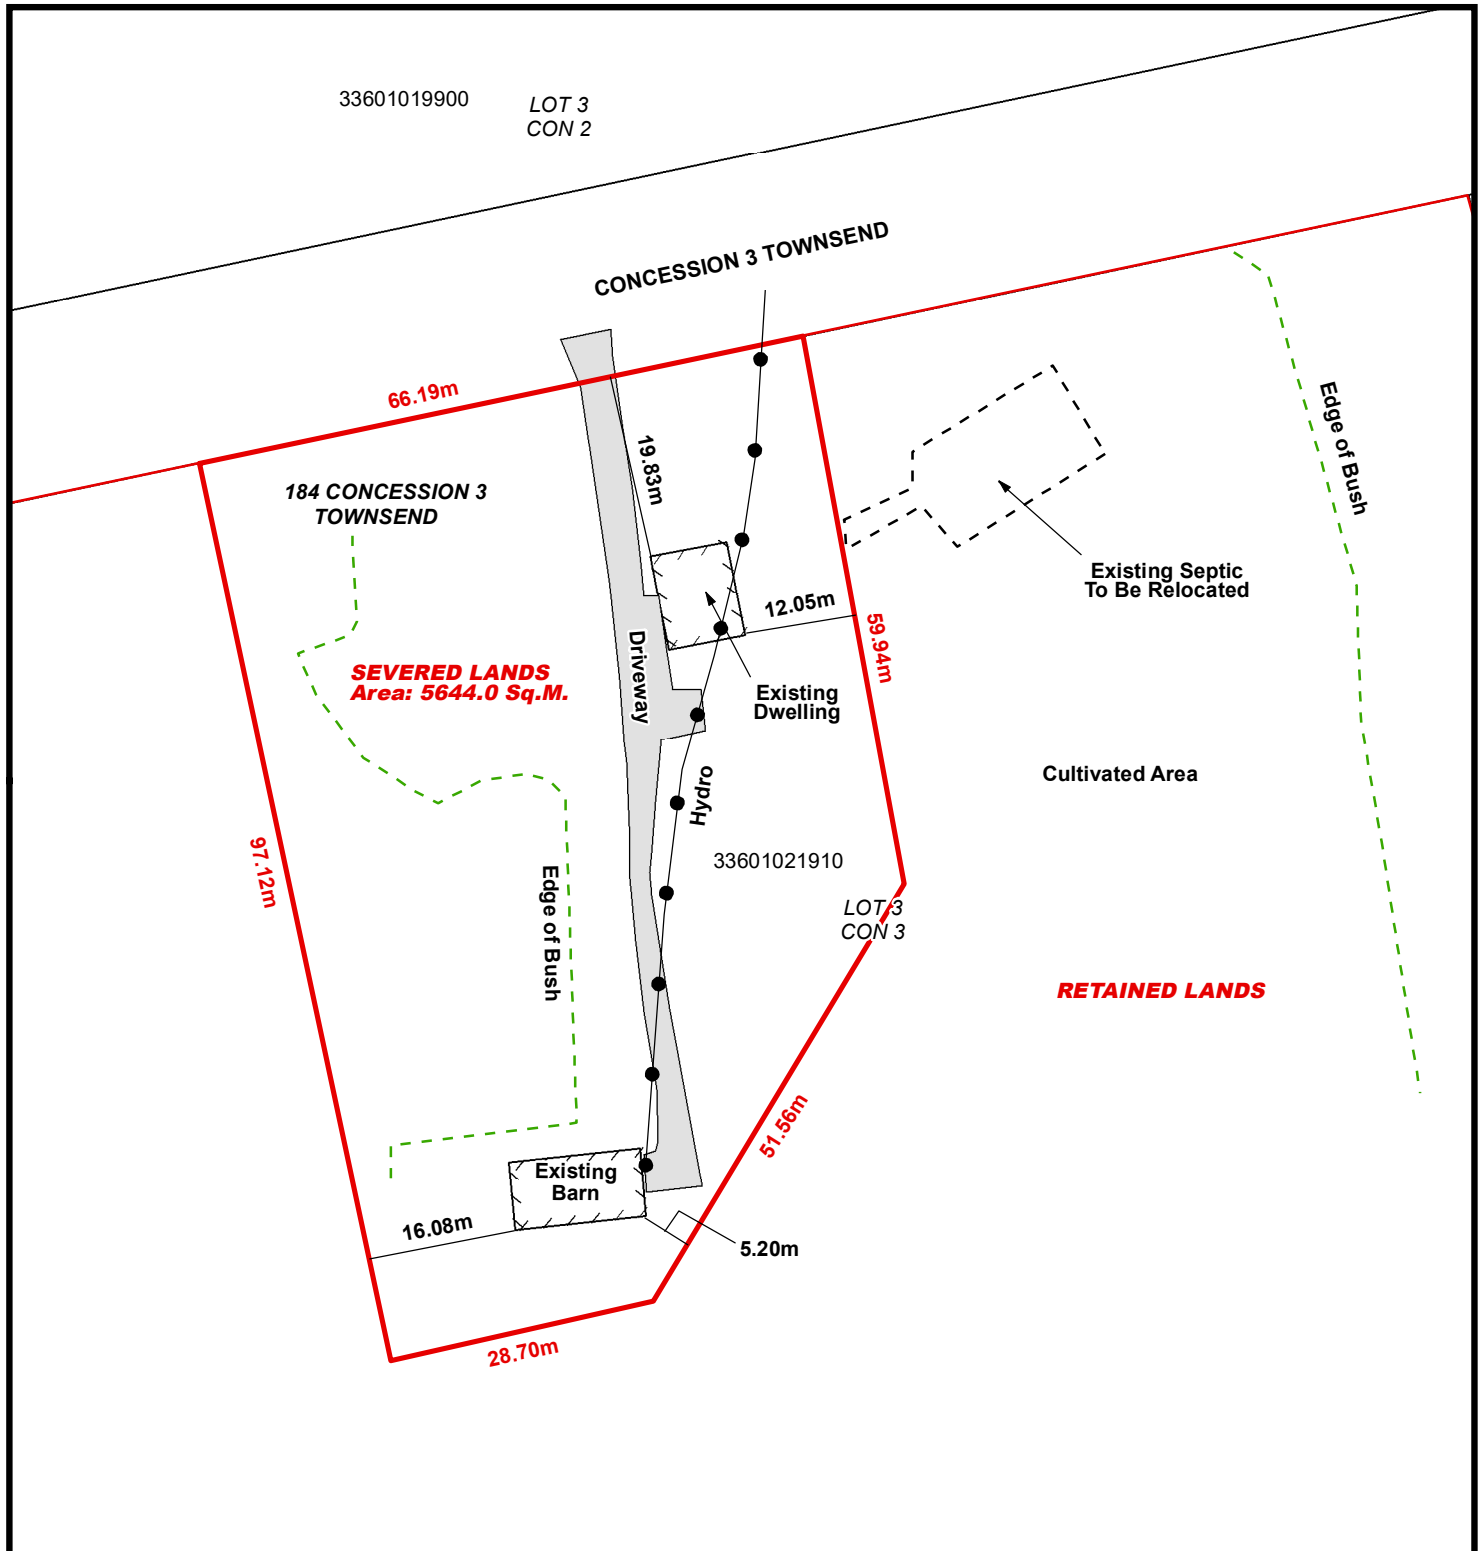 33601019900
LOT 3
CON 2
CONCESSION 3 TOWNSEND
66.19m
19.83m
184 CONCESSION 3
TOWNSEND
Edge of Bush
Existing Septic
To Be Relocated
12.05m
59.94m
Driveway
SEVERED LANDS
Area: 5644.0 Sq.M.
Existing
Dwelling
Hydro
Cultivated Area
97.12m
33601021910
Edge of Bush
LOT 3
CON 3
RETAINED LANDS
51.56m
Existing
Barn
16.08m
5.20m
28.70m